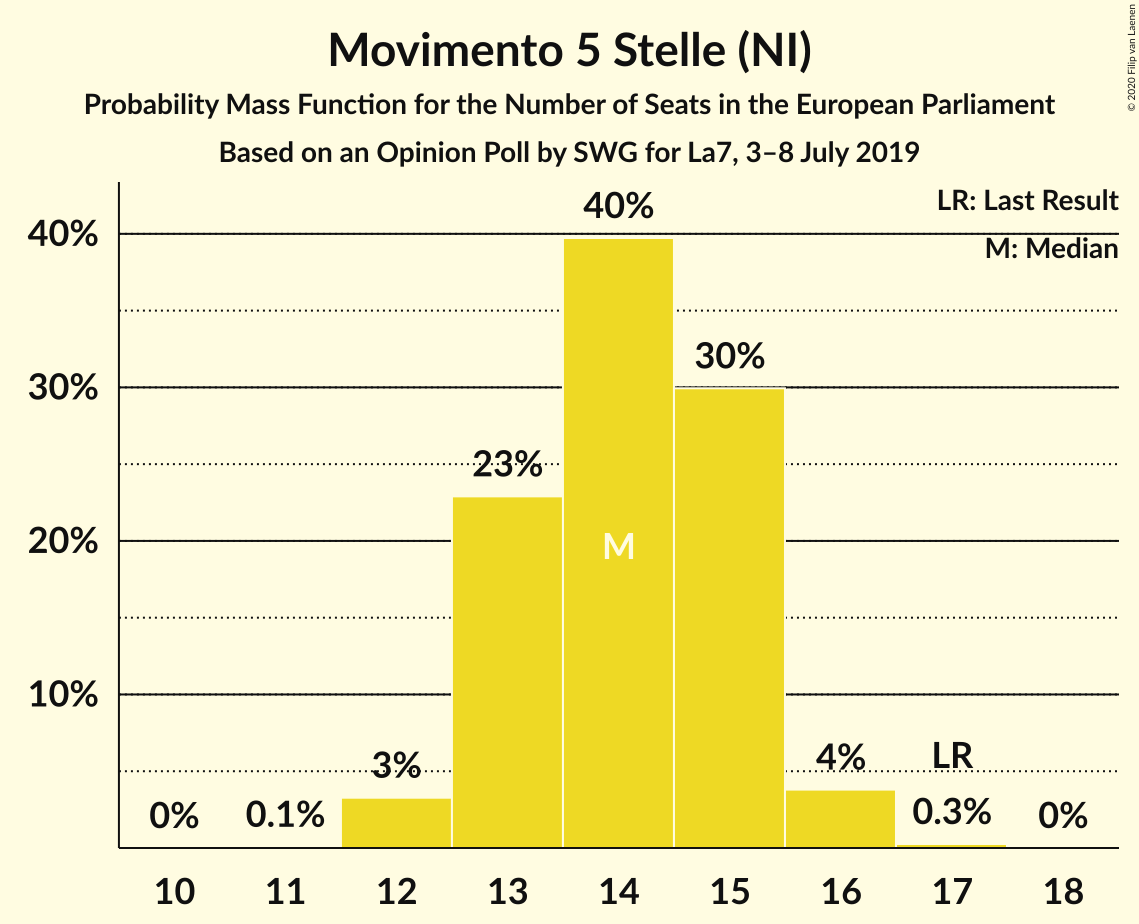 Movimento 5 Stelle (NI)
Probability Mass Function for the Number of Seats in the European Parliament
Based on an Opinion Poll by SWG for La7, 3–8 July 2019
© 2020 Filip van Laenen
LR: Last Result
M: Median
40%
30%
20%
10%
0%
0.1%
3%
23%
40%
M
30%
4%
LR
0.3%
0%
10 11 12 13 14 15 16 17 18